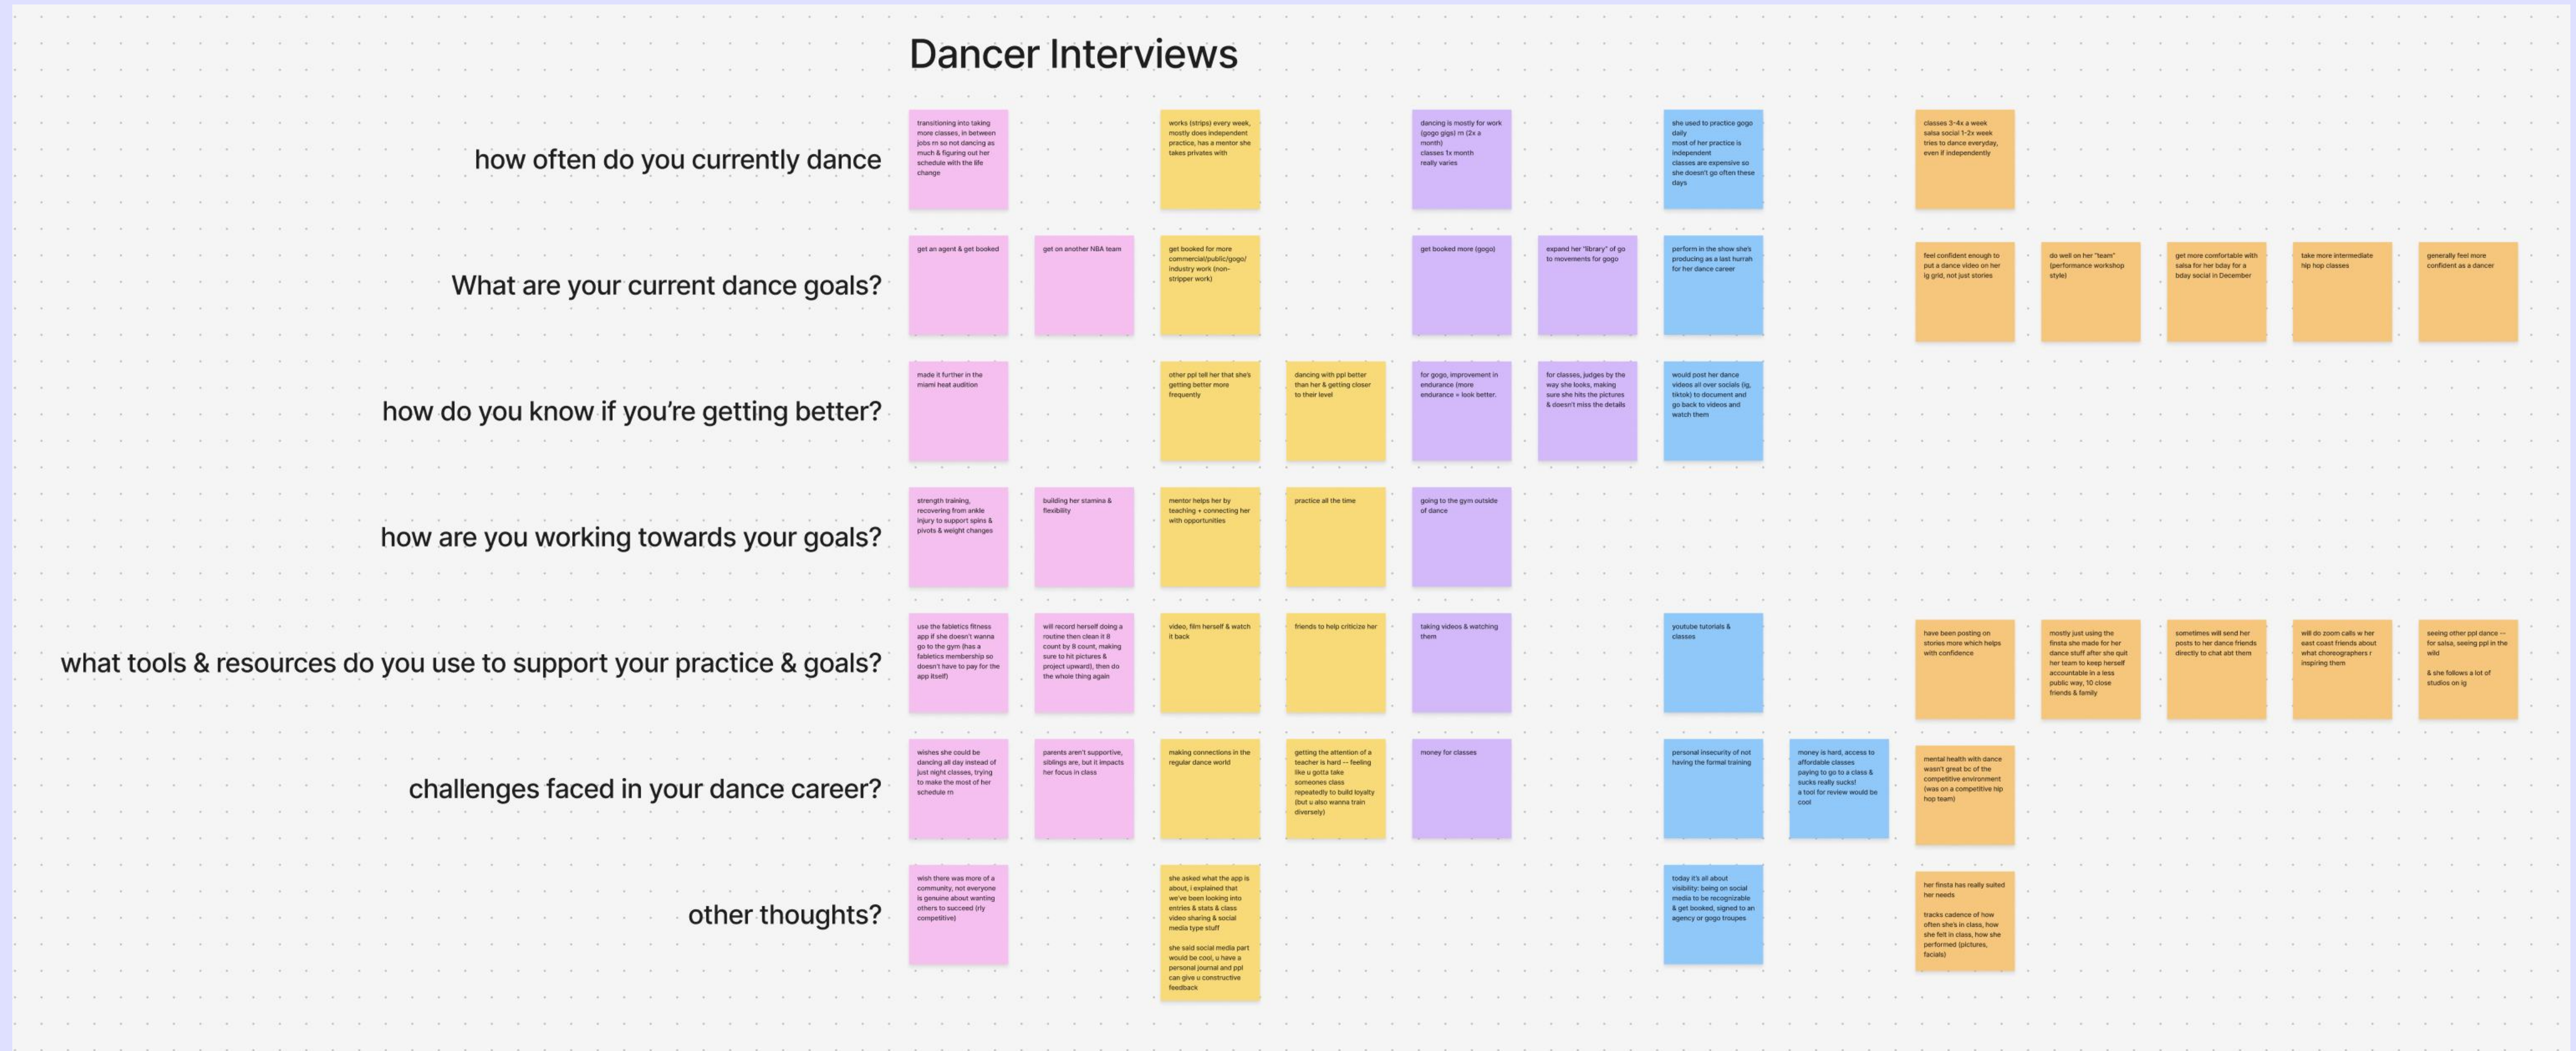 Dancer Interviews
how often do you currently dance
transitioning into taking
more classes, in between
jobs rn so not dancing as
much & figuring out her
schedule with the life
change
works (strips) every week,
mostly does independent
practice, has a mentor she
takes privates with
dancing is mostly for work
(gogo gigs) rn (2x a
month)
classes 1x month
really varies
she used to practice gogo
daily
most of her practice is
independent
classes are expensive so
she doesn't go often these
days
classes 3-4x a week
salsa social 1-2x week
tries to dance everyday,
even if independently
What are your current dance goals?
get an agent & get booked
get on another NBA team
get booked for more
commercial/public/gogo/
industry work (non-
stripper work)
get booked more (gogo)
expand her "library" of go
to movements for gogo
perform in the show she's
producing as a last hurrah
for her dance career
feel confident enough to
put a dance video on her
ig grid, not just stories
do well on her "team"
(performance workshop
style)
get more comfortable with
salsa for her bday for a
bday social in December
take more intermediate
hip hop classes
generally feel more
confident as a dancer
how do you know if you're getting better?
made it further in the
miami heat audition
other ppl tell her that she's
getting better more
frequently
dancing with ppl better
than her & getting closer
to their level
for gogo, improvement in
endurance (more
endurance = look better.
for classes, judges by the
way she looks, making
sure she hits the pictures
& doesn't miss the details
would post her dance
videos all over socials (ig,
tiktok) to document and
go back to videos and
watch them
how are you working towards your goals?
strength training,
recovering from ankle
injury to support spins &
pivots & weight changes
building her stamina &
flexibility
mentor helps her by
teaching + connecting her
with opportunities
practice all the time
going to the gym outside
of dance
what tools & resources do you use to support your practice & goals?
use the fabletics fitness
app if she doesn't wanna
go to the gym (has a
fabletics membership so
doesn't have to pay for the
app itself)
will record herself doing a
routine then clean it 8
count by 8 count, making
sure to hit pictures &
project upward), then do
the whole thing again
video, film herself & watch
it back
friends to help criticize her
taking videos & watching
them
youtube tutorials &
classes
have been posting on
stories more which helps
with confidence
mostly just using the
finsta she made for her
dance stuff after she quit
her team to keep herself
accountable in a less
public way, 10 close
friends & family
sometimes will send her
posts to her dance friends
directly to chat abt them
will do zoom calls w her
east coast friends about
what choreographers r
inspiring them
seeing other ppl dance --
for salsa, seeing ppl in the
wild
& she follows a lot of
studios on ig
challenges faced in your dance career?
wishes she could be
dancing all day instead of
just night classes, trying
to make the most of her
schedule rn
parents aren't supportive,
siblings are, but it impacts
her focus in class
making connections in the
regular dance world
getting the attention of a
teacher is hard -- feeling
like u gotta take
someones class
repeatedly to build loyalty
(but u also wanna train
diversely)
money for classes
personal insecurity of not
having the formal training
money is hard, access to
affordable classes
paying to go to a class &
sucks really sucks!
a tool for review would be
cool
mental health with dance
wasn't great bc of the
competitive environment
(was on a competitive hip
hop team)
other thoughts?
wish there was more of a
community, not everyone
is genuine about wanting
others to succeed (rly
competitive)
she asked what the app is
about, i explained that
we've been looking into
entries & stats & class
video sharing & social
media type stuff
she said social media part
would be cool, u have a
personal journal and ppl
can give u constructive
feedback
today it's all about
visibility: being on social
media to be recognizable
& get booked, signed to an
agency or gogo troupes
her finsta has really suited
her needs
tracks cadence of how
often she's in class, how
she felt in class, how she
performed (pictures,
facials)